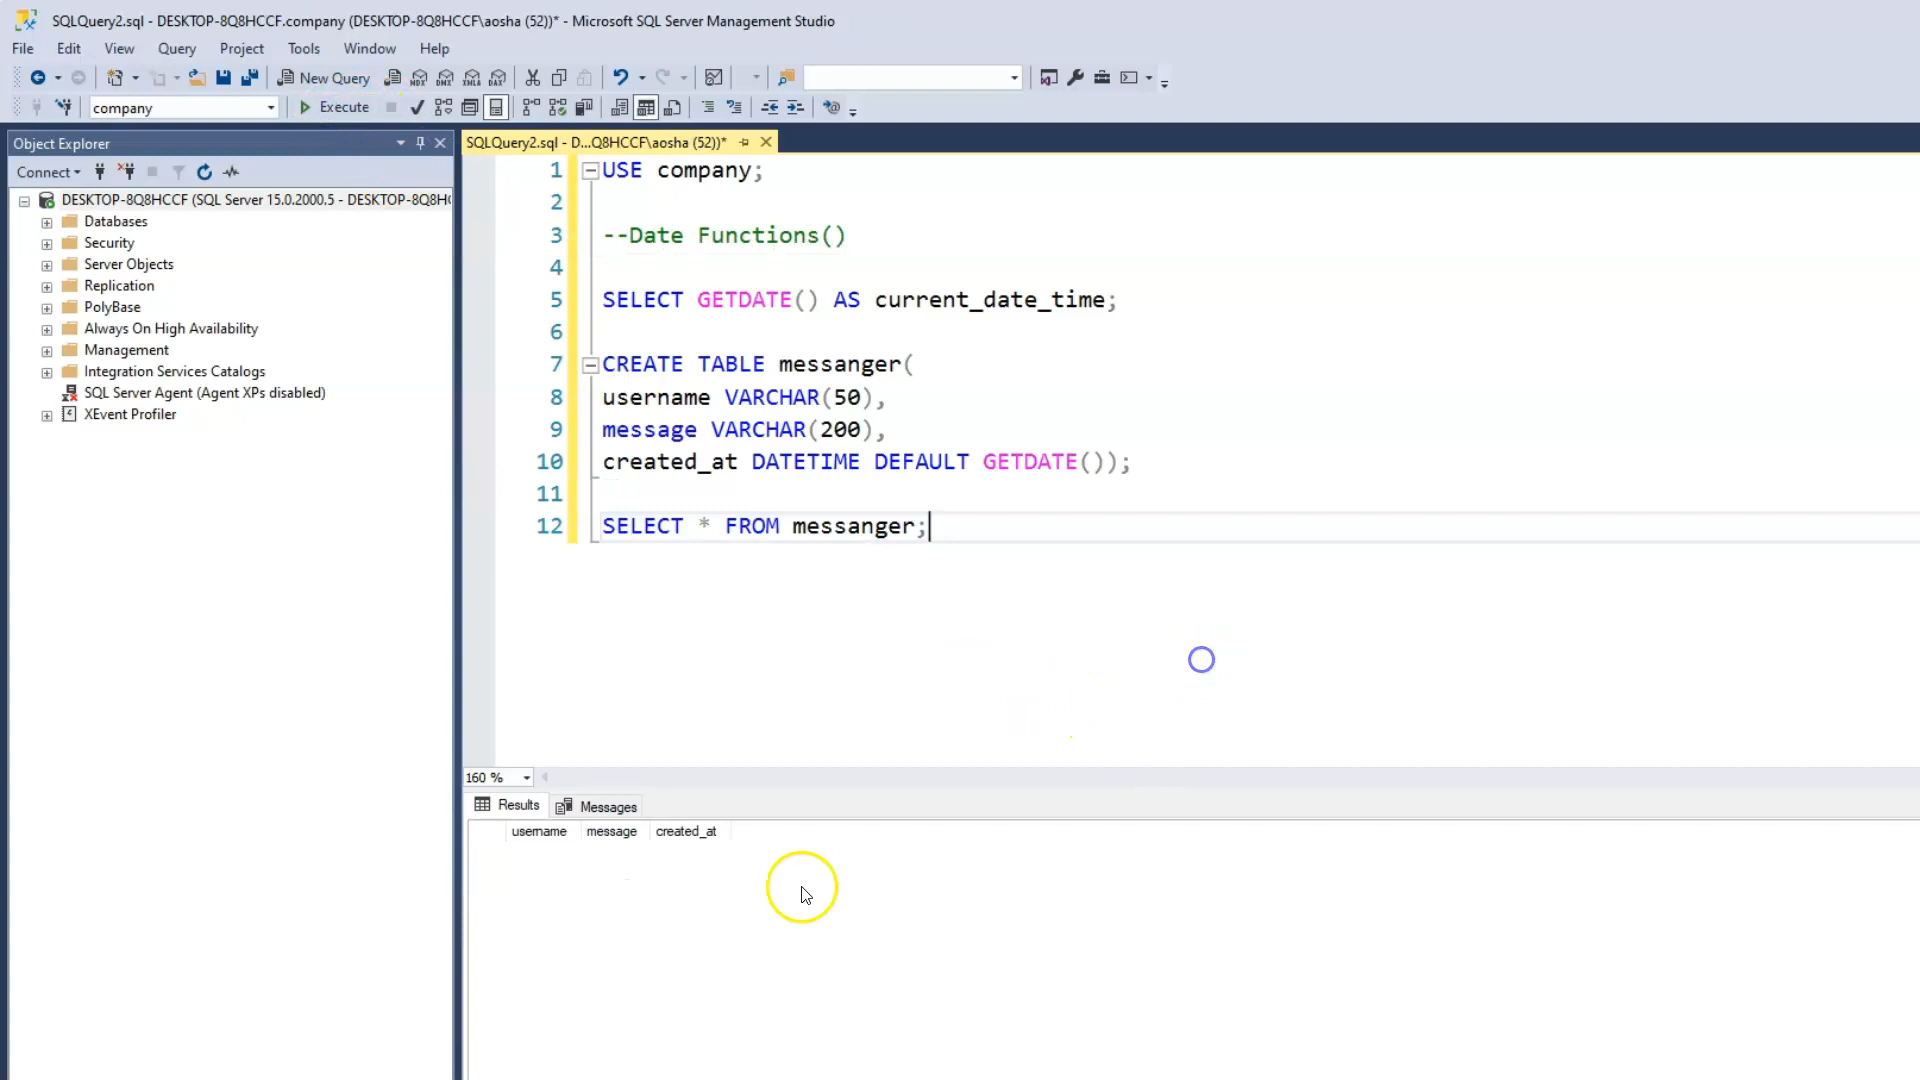 SQLQuery2.sql - DESKTOP-8Q8HCCF.company (DESKTOP-8Q8HCCF\aosha (52))* - Microsoft SQL Server Management Studio
File Edit View Query Project Tools Window Help
New Query MDX DMX XMLA DAX
company Execute
Object Explorer
SQLQuery2.sql - D...Q8HCCF\aosha (52))*
Connect
DESKTOP-8Q8HCCF (SQL Server 15.0.2000.5 - DESKTOP-8Q8H
Databases
Security
Server Objects
Replication
PolyBase
Always On High Availability
Management
Integration Services Catalogs
SQL Server Agent (Agent XPs disabled)
XEvent Profiler
1 USE company;
2
3 --Date Functions()
4
5 SELECT GETDATE() AS current_date_time;
6
7 CREATE TABLE messanger(
8 username VARCHAR(50),
9 message VARCHAR(200),
10 created_at DATETIME DEFAULT GETDATE());
11
12 SELECT * FROM messanger;
160 %
Results Messages
username message created_at